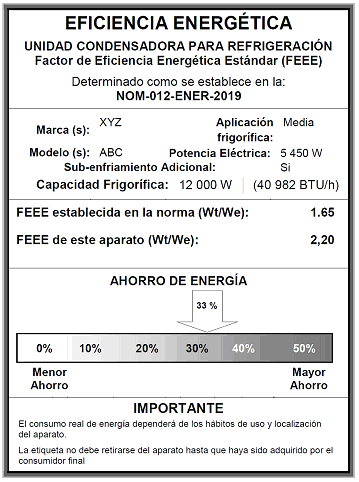 EFICIENCIA ENERGÉTICA
UNIDAD CONDENSADORA PARA REFRIGERACIÓN
Factor de Eficiencia Energética Estándar (FEEE)
Determinado como se establece en la:
NOM-012-ENER-2019
Marca (s): XYZ Aplicación frigorífica: Media
Modelo (s): ABC Potencia Eléctrica: 5 450 W
Sub-enfriamiento Adicional: Si
Capacidad Frigorífica: 12 000 W (40 982 BTU/h)
FEEE establecida en la norma (Wt/We): 1.65
FEEE de este aparato (Wt/We): 2,20
AHORRO DE ENERGÍA
33 %
0% 10% 20% 30% 40% 50%
Menor Ahorro Mayor Ahorro
IMPORTANTE
El consumo real de energía dependerá de los hábitos de uso y localización
del aparato.
La etiqueta no debe retirarse del aparato hasta que haya sido adquirido por el
consumidor final